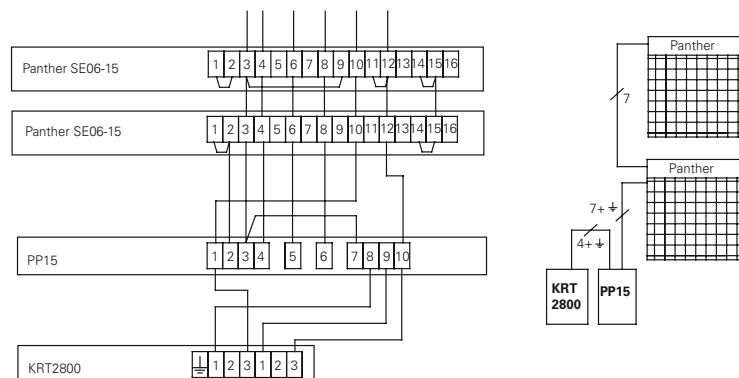 Panther SE06-15 1 2 3 4 5 6 7 8 9 10 11 12 13 14 15 16
Panther SE06-15 1 2 3 4 5 6 7 8 9 10 11 12 13 14 15 16
PP15 1 2 3 4 5 6 7 8 9 10
KRT2800 1 2 3 1 2 3
Panther
7
Panther
7+
4+
KRT
2800
PP15